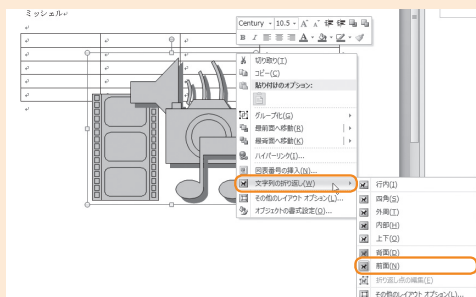 ミッシェル
Century 10.5
B I A
切り取り(T)
コピー(C)
貼り付けのオプション:
グループ化(G)
最前面へ移動(R)
最背面へ移動(K)
ハイパーリンク(I)...
図表番号の挿入(N)...
文字列の折り返し(W)
その他のレイアウト オプション(L)...
オブジェクトの書式設定(O)...
行内(I)
四角(S)
外周(T)
内部(H)
上下(O)
背面(D)
前面(N)
折り返し点の編集(E)
その他のレイアウト オプション(L)...